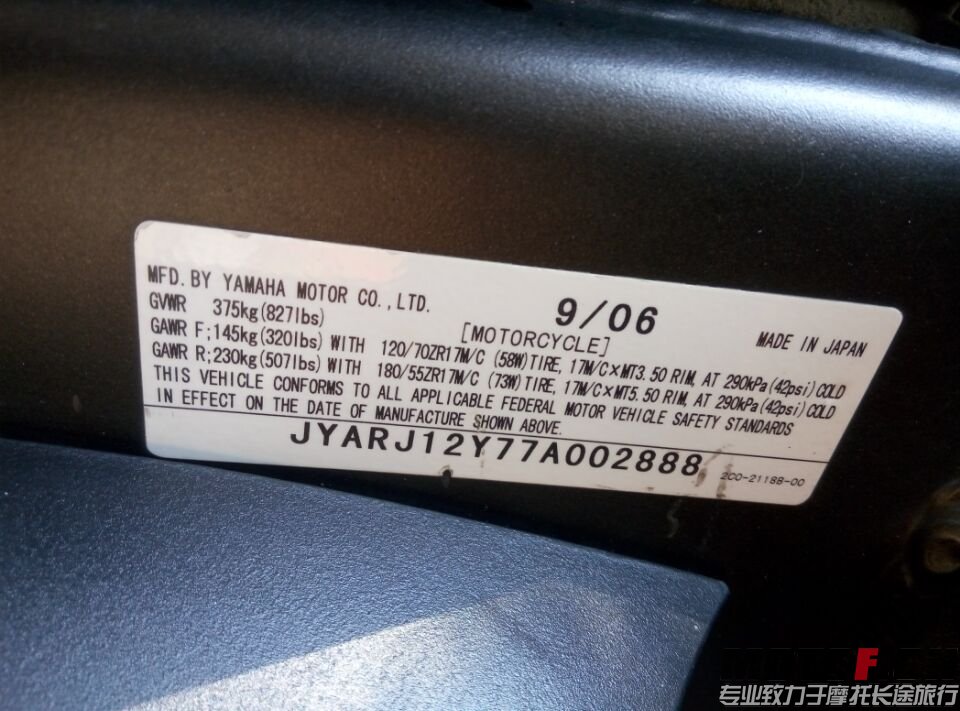 MFD. BY YAMAHA MOTOR CO., LTD.
9/06
GVWR 375kg(827lbs)
[MOTORCYCLE]
MADE IN JAPAN
GAWR F;145kg(320lbs) WITH 120/70ZR17M/C (58W)TIRE, 17M/C×MT3.50 RIM, AT 290kPa(42psi)COLD
GAWR R;230kg(507lbs) WITH 180/55ZR17M/C (73W)TIRE, 17M/C×MT5.50 RIM, AT 290kPa(42psi)COLD
THIS VEHICLE CONFORMS TO ALL APPLICABLE FEDERAL MOTOR VEHICLE SAFETY STANDARDS
IN EFFECT ON THE DATE OF MANUFACTURE SHOWN ABOVE.
JYARJ12Y77A002888
2C0-2118B-00
专业致力于摩托长途旅行